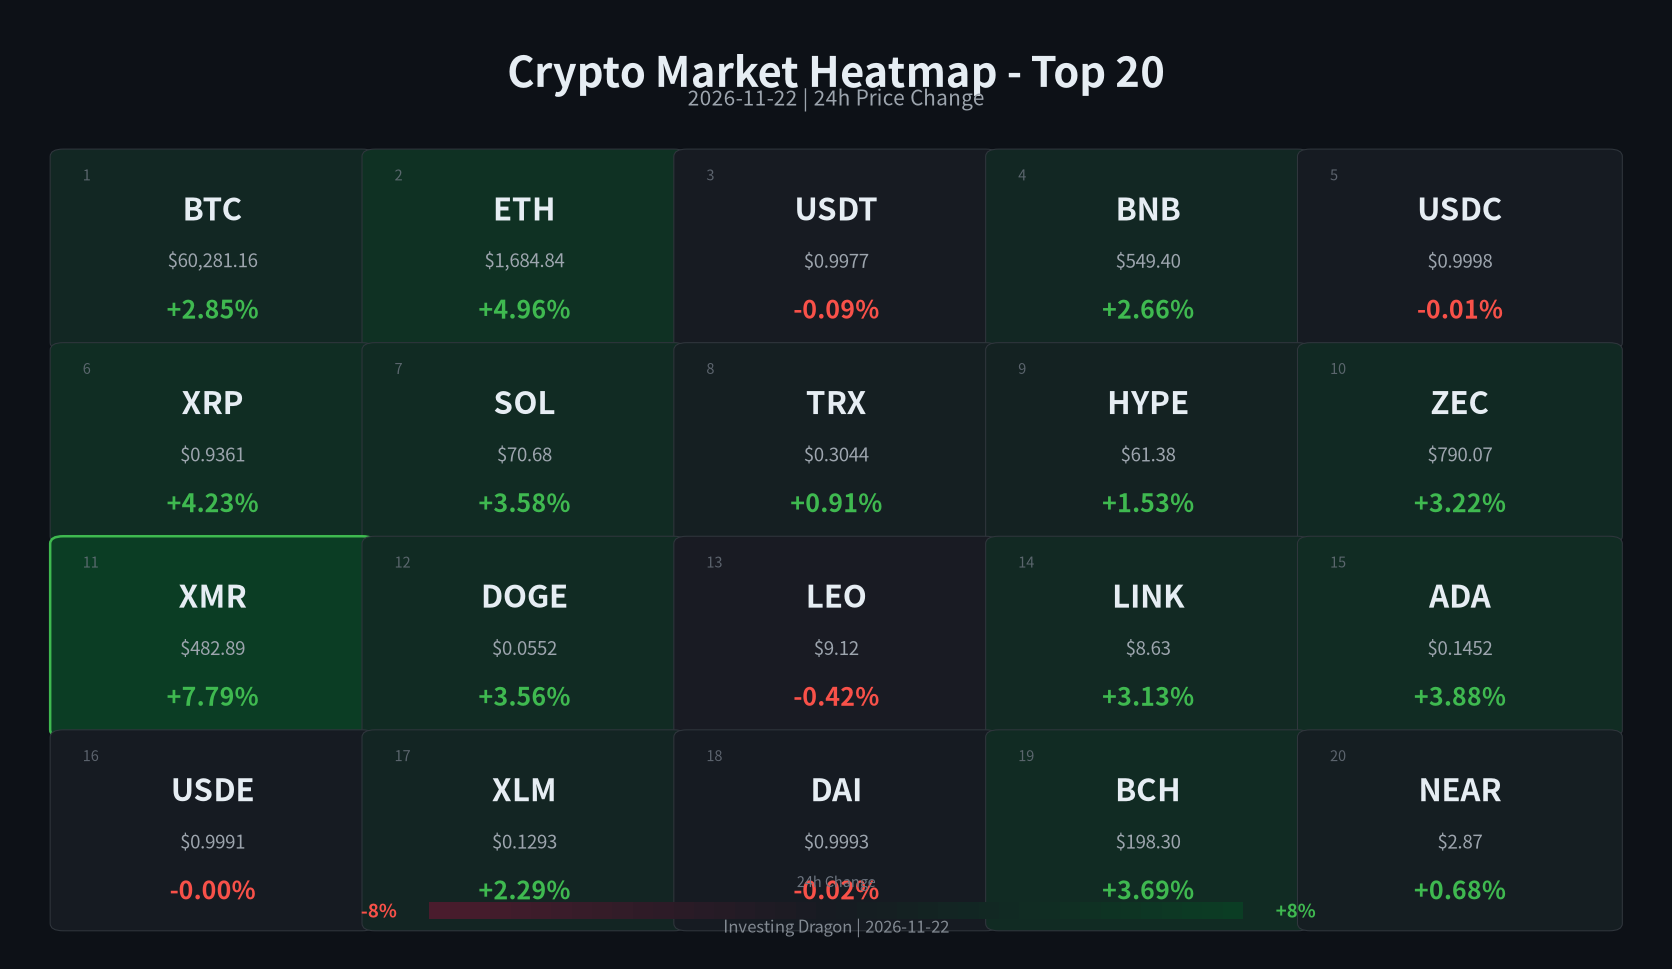 Crypto Market Heatmap - Top 20
2026-11-22 | 24h Price Change
1
BTC
$60,281.16
+2.85%
2
ETH
$1,684.84
+4.96%
3
USDT
$0.9977
-0.09%
4
BNB
$549.40
+2.66%
5
USDC
$0.9998
-0.01%
6
XRP
$0.9361
+4.23%
7
SOL
$70.68
+3.58%
8
TRX
$0.3044
+0.91%
9
HYPE
$61.38
+1.53%
10
ZEC
$790.07
+3.22%
11
XMR
$482.89
+7.79%
12
DOGE
$0.0552
+3.56%
13
LEO
$9.12
-0.42%
14
LINK
$8.63
+3.13%
15
ADA
$0.1452
+3.88%
16
USDE
$0.9991
-0.00%
17
XLM
$0.1293
+2.29%
18
DAI
$0.9993
-0.02%
19
BCH
$198.30
+3.69%
20
NEAR
$2.87
+0.68%
24h Change
-8%
+8%
Investing Dragon | 2026-11-22